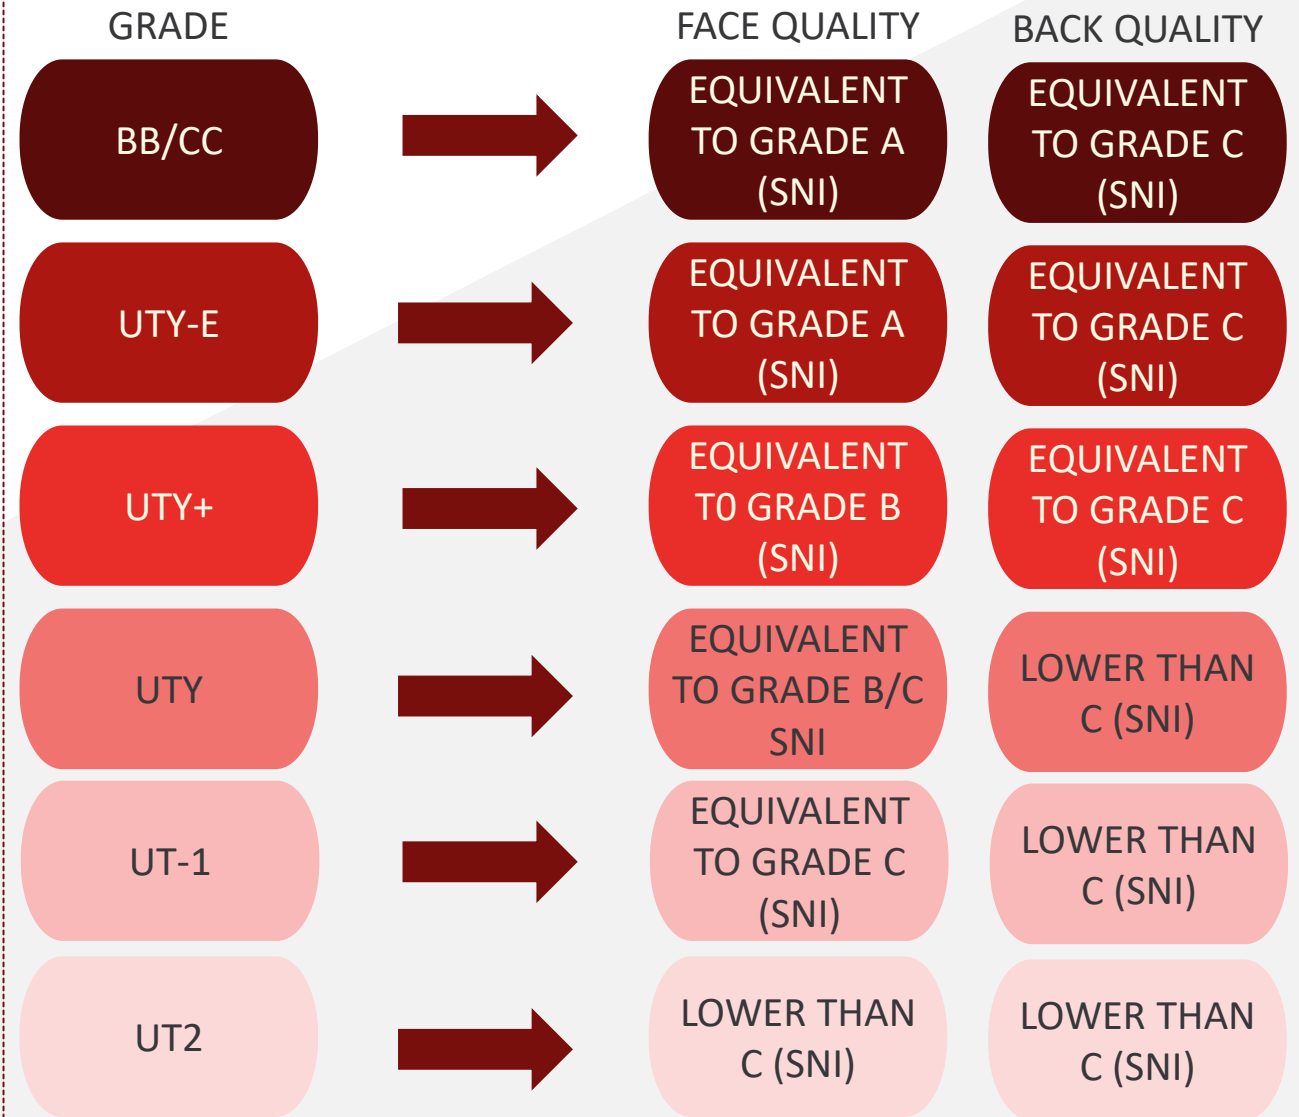 GRADE
FACE QUALITY
BACK QUALITY
BB/CC
EQUIVALENT
TO GRADE A
(SNI)
EQUIVALENT
TO GRADE C
(SNI)
UTY-E
EQUIVALENT
TO GRADE A
(SNI)
EQUIVALENT
TO GRADE C
(SNI)
UTY+
EQUIVALENT
T0 GRADE B
(SNI)
EQUIVALENT
TO GRADE C
(SNI)
UTY
EQUIVALENT
TO GRADE B/C
SNI
LOWER THAN
C (SNI)
UT-1
EQUIVALENT
TO GRADE C
(SNI)
LOWER THAN
C (SNI)
UT2
LOWER THAN
C (SNI)
LOWER THAN
C (SNI)